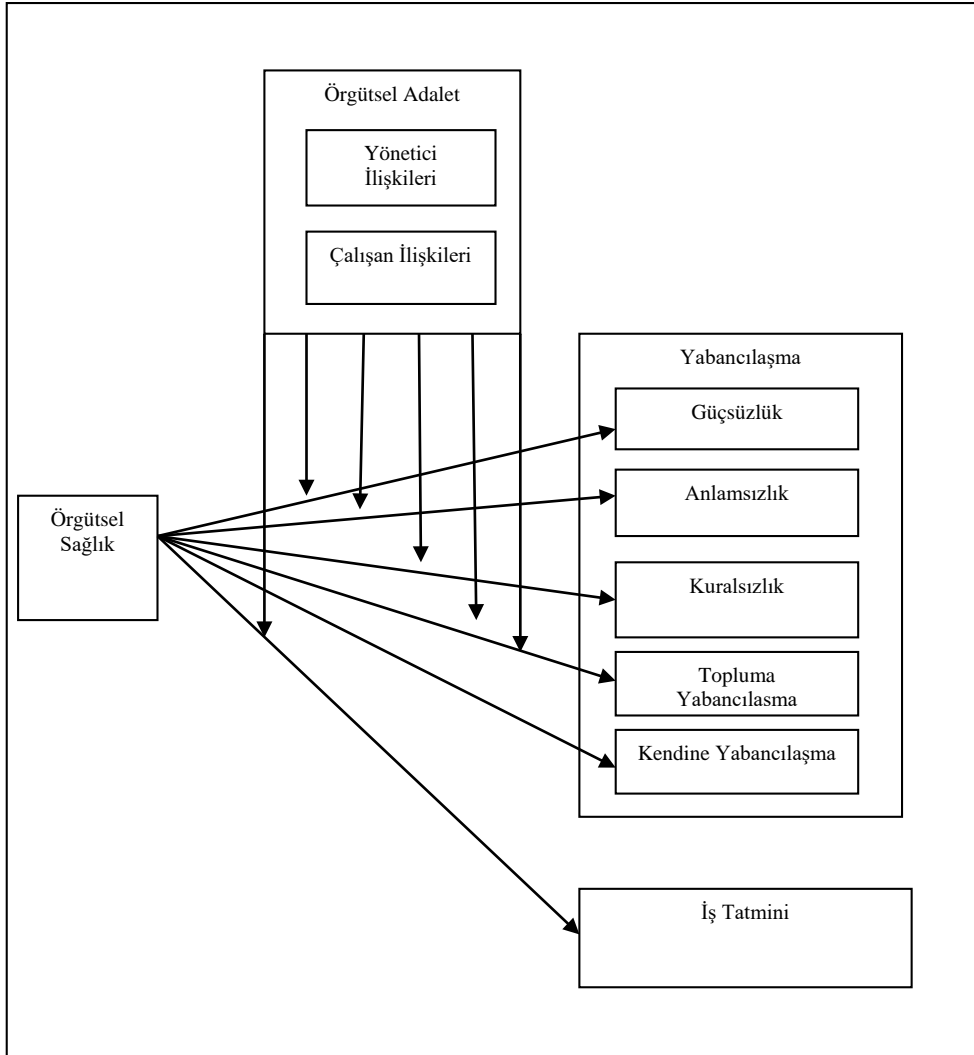 Örgütsel Adalet
Yönetici
İlişkileri
Çalışan İlişkileri
Yabancılaşma
Güçsüzlük
Anlamsızlık
Örgütsel
Sağlık
Kuralsızlık
Topluma
Yabancılasma
Kendine Yabancılaşma
İş Tatmini